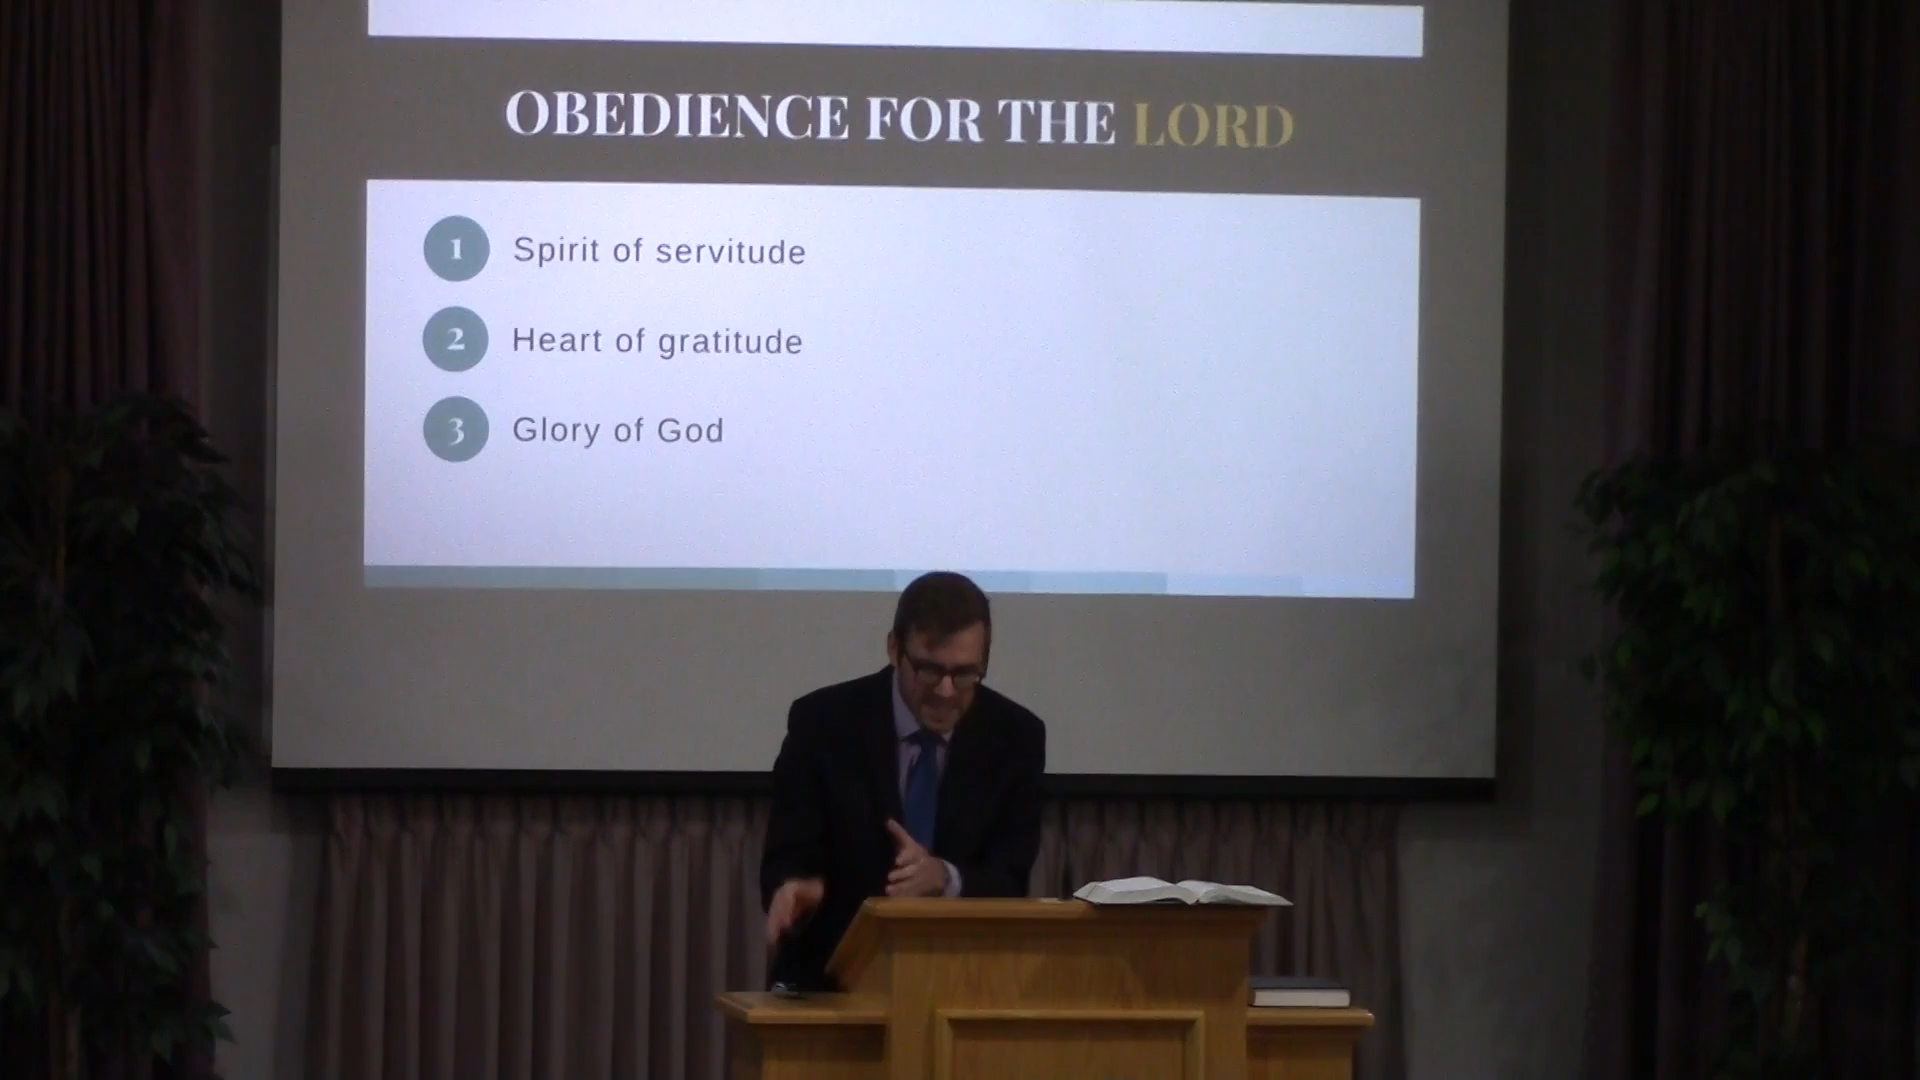 OBEDIENCE FOR THE LORD
1 Spirit of servitude
2 Heart of gratitude
3 Glory of God